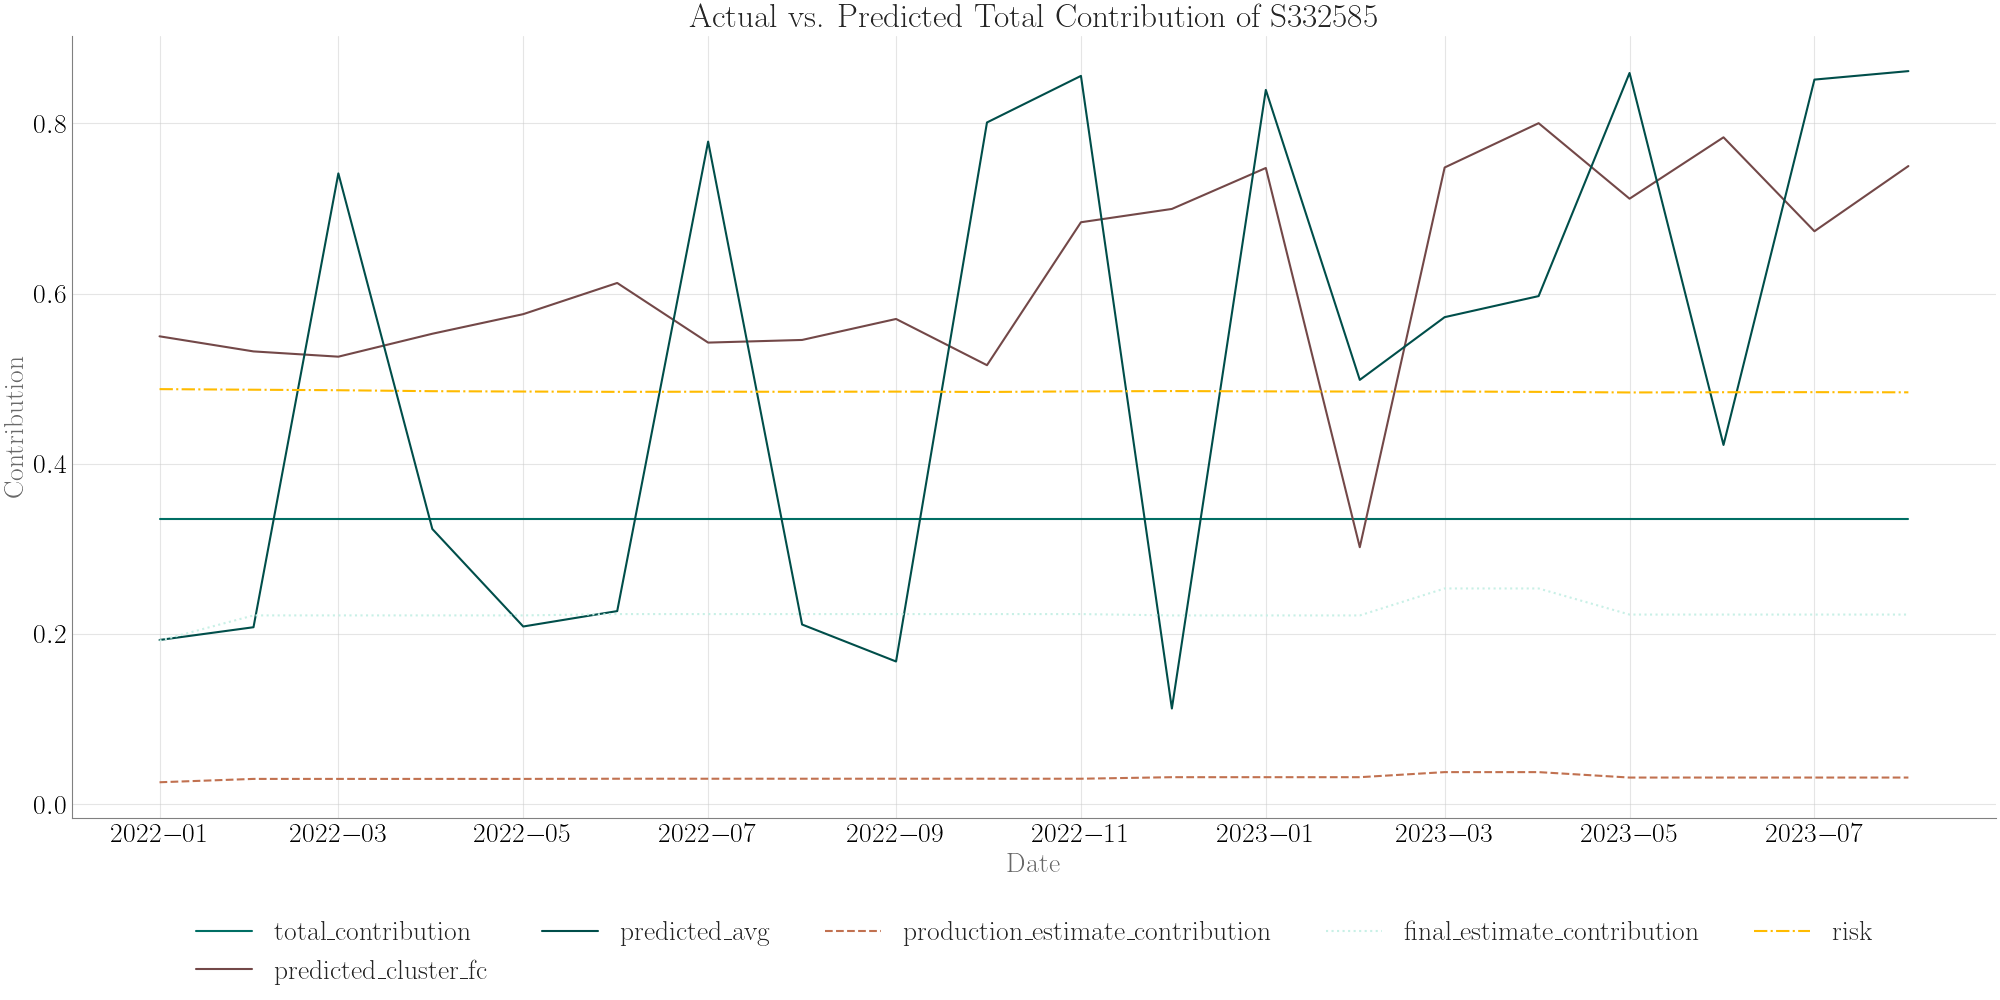 Actual vs. Predicted Total Contribution of S332585
Contribution
0.8
0.6
0.4
0.2
0.0
2022−01 2022−03 2022−05 2022−07 2022−09 2022−11 2023−01 2023−03 2023−05 2023−07
Date
total_contribution predicted_avg production_estimate_contribution final_estimate_contribution risk
predicted_cluster_fc